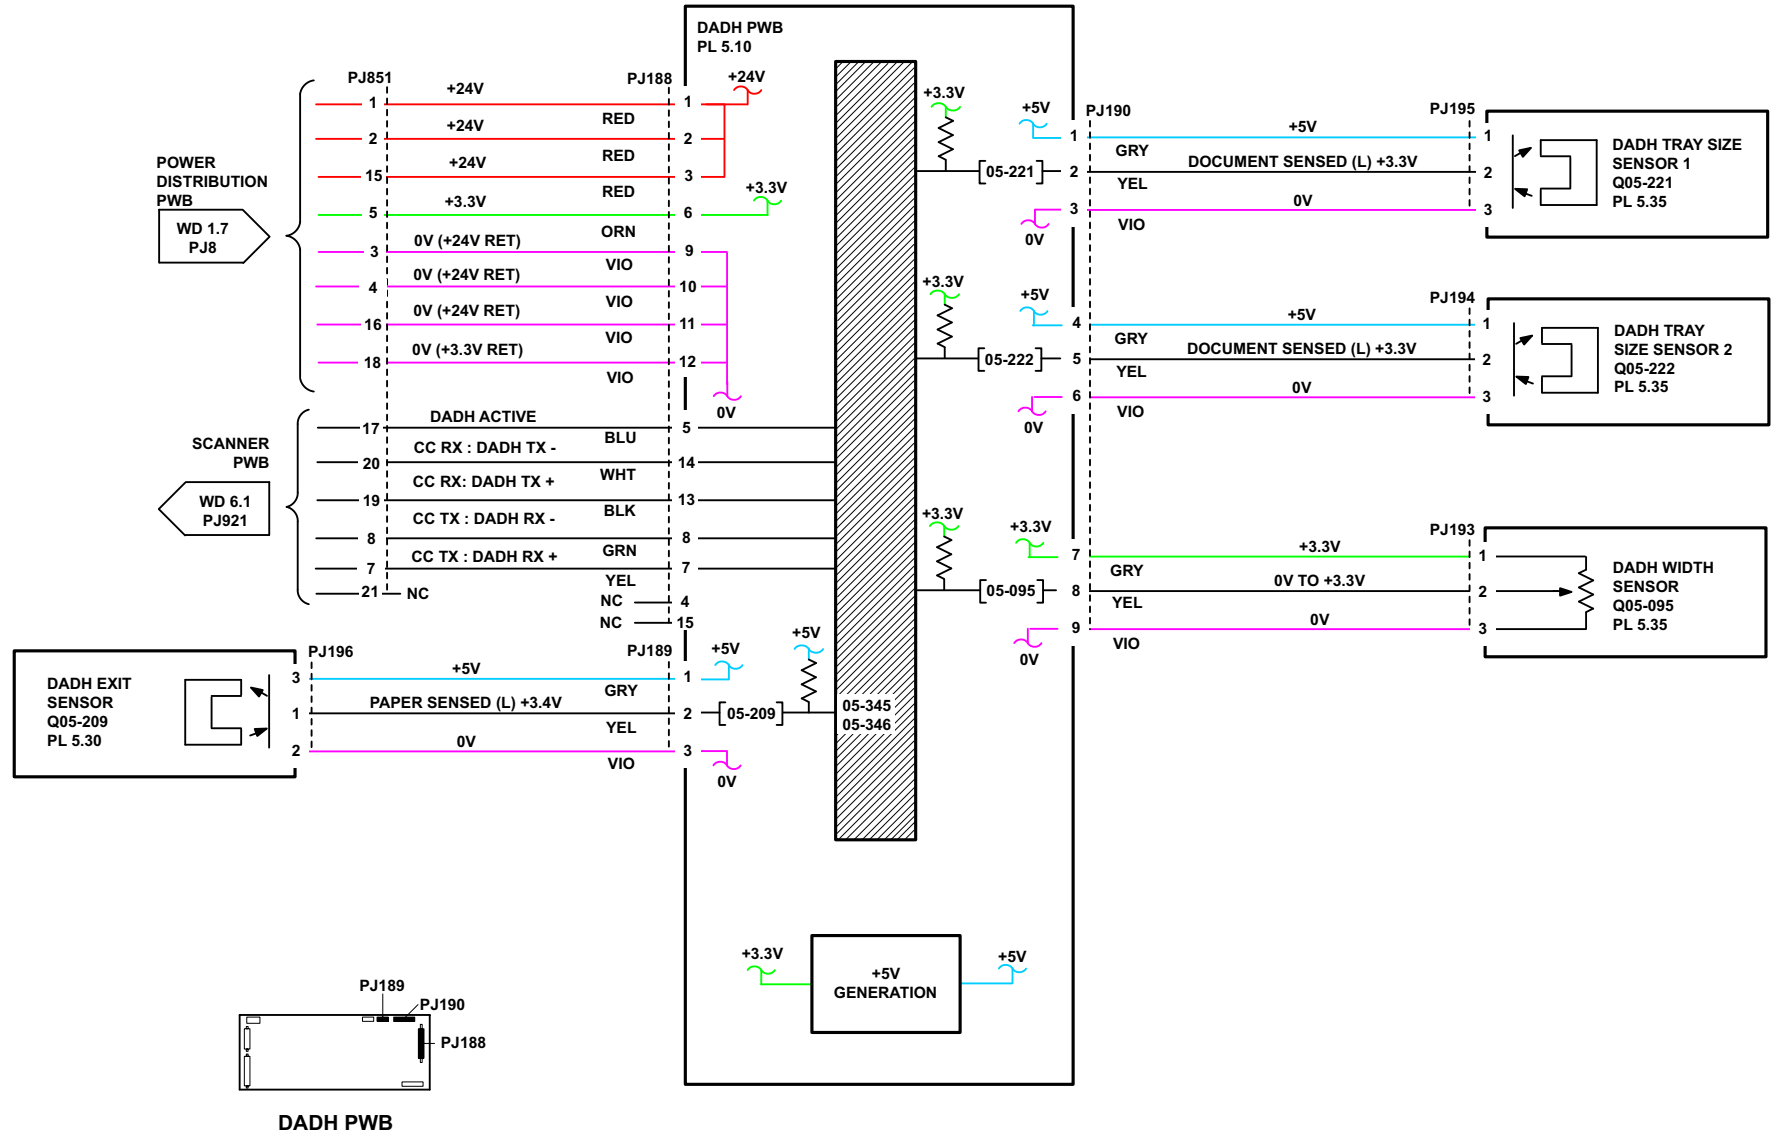 DADH PWB
PL 5.10
PJ851
PJ188
+24V
1
+24V
1
RED
2
+24V
2
RED
15
+24V
3
RED
5
+3.3V
6
+3.3V
ORN
3
0V (+24V RET)
9
VIO
4
0V (+24V RET)
10
VIO
16
0V (+24V RET)
11
VIO
18
0V (+3.3V RET)
12
VIO
0V
POWER
DISTRIBUTION
PWB
WD 1.7
PJ8
SCANNER
PWB
WD 6.1
PJ921
17
DADH ACTIVE
5
BLU
20
CC RX : DADH TX -
14
WHT
19
CC RX: DADH TX +
13
BLK
8
CC TX : DADH RX -
8
GRN
7
CC TX : DADH RX +
7
YEL
21
NC
NC
4
NC
15
PJ196
PJ189
DADH EXIT
SENSOR
Q05-209
PL 5.30
3
+5V
1
+5V
GRY
1
PAPER SENSED (L) +3.4V
2
05-209
+5V
YEL
2
0V
3
0V
VIO
05-345
05-346
+3.3V
+5V
PJ190
PJ195
1
+5V
1
GRY
05-221
2
DOCUMENT SENSED (L) +3.3V
2
YEL
3
0V
3
0V
VIO
DADH TRAY SIZE
SENSOR 1
Q05-221
PL 5.35
+3.3V
+5V
PJ194
4
+5V
1
GRY
05-222
5
DOCUMENT SENSED (L) +3.3V
2
YEL
6
0V
3
0V
VIO
DADH TRAY
SIZE SENSOR 2
Q05-222
PL 5.35
+3.3V
+3.3V
PJ193
7
+3.3V
1
GRY
05-095
8
0V TO +3.3V
2
YEL
9
0V
3
0V
VIO
DADH WIDTH
SENSOR
Q05-095
PL 5.35
+3.3V
+5V
GENERATION
+5V
PJ189
PJ190
PJ188
DADH PWB